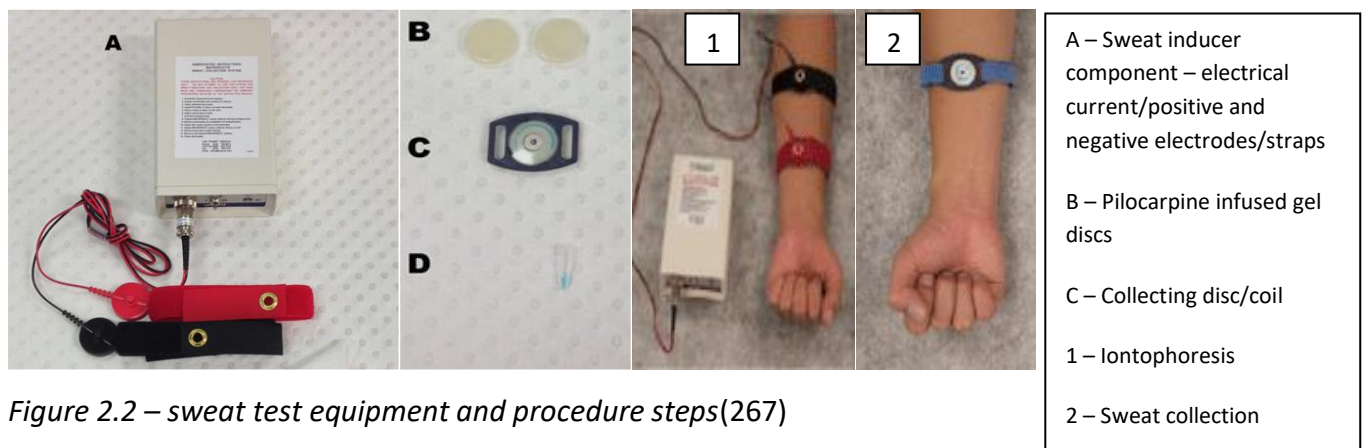 A
B
C
D
1
2
A – Sweat inducer
component – electrical
current/positive and
negative electrodes/straps
B – Pilocarpine infused gel
discs
C – Collecting disc/coil
1 – Iontophoresis
2 – Sweat collection
Figure 2.2 – sweat test equipment and procedure steps(267)